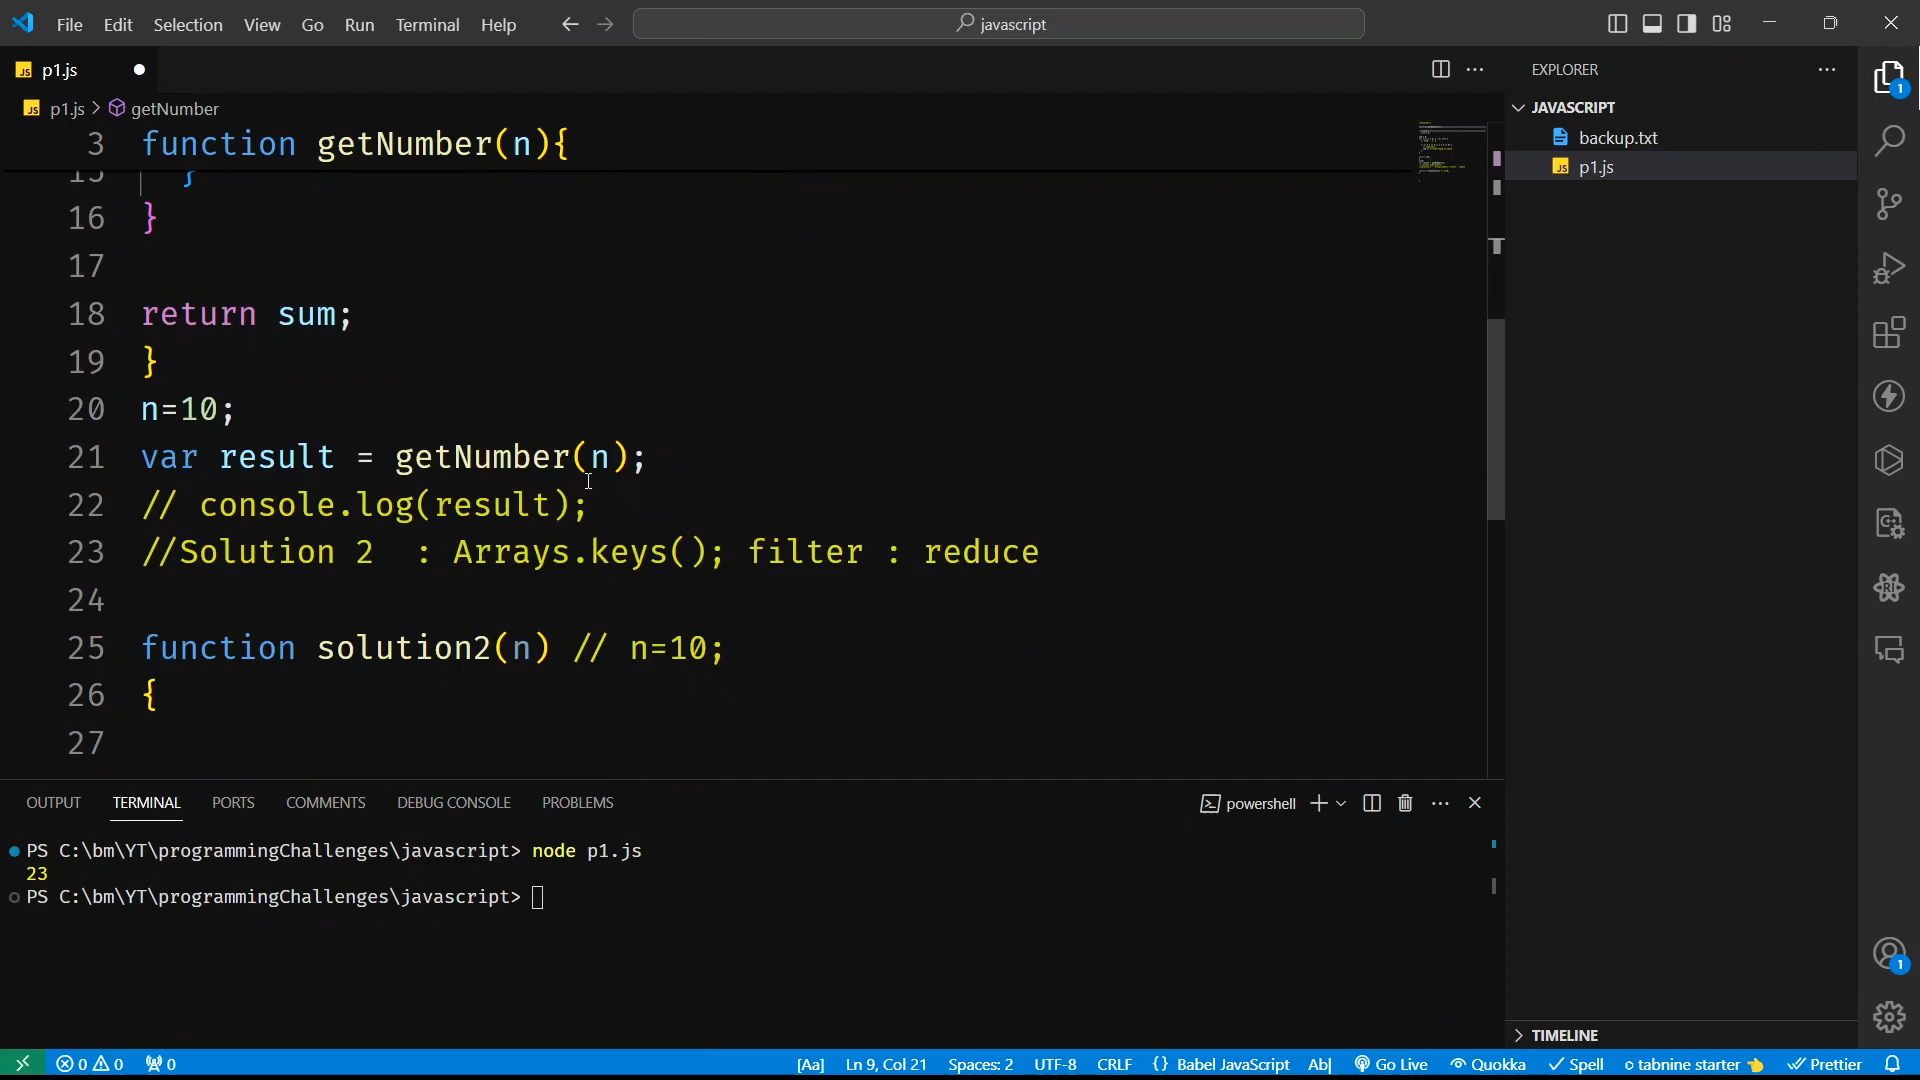 File Edit Selection View Go Run Terminal Help
javascript
p1.js
p1.js > getNumber
3 function getNumber(n){
15 }
16 }
17
18 return sum;
19 }
20 n=10;
21 var result = getNumber(n);
22 // console.log(result);
23 //Solution 2 : Arrays.keys(); filter : reduce
24
25 function solution2(n) // n=10;
26 {
27
OUTPUT TERMINAL PORTS COMMENTS DEBUG CONSOLE PROBLEMS
powershell
PS C:\bm\YT\programmingChallenges\javascript> node p1.js
23
PS C:\bm\YT\programmingChallenges\javascript>
EXPLORER
JAVASCRIPT
backup.txt
p1.js
TIMELINE
1
1
0 0 0 [Aa] Ln 9, Col 21 Spaces: 2 UTF-8 CRLF {} Babel JavaScript Ab| Go Live Quokka Spell tabnine starter Prettier